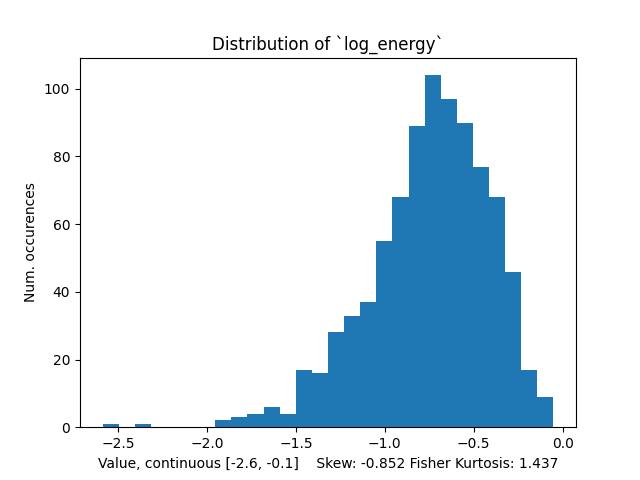 Distribution of `log_energy`
100
80
60
40
20
0
Num. occurences
−2.5 −2.0 −1.5 −1.0 −0.5 0.0
Value, continuous [-2.6, -0.1]    Skew: -0.852 Fisher Kurtosis: 1.437